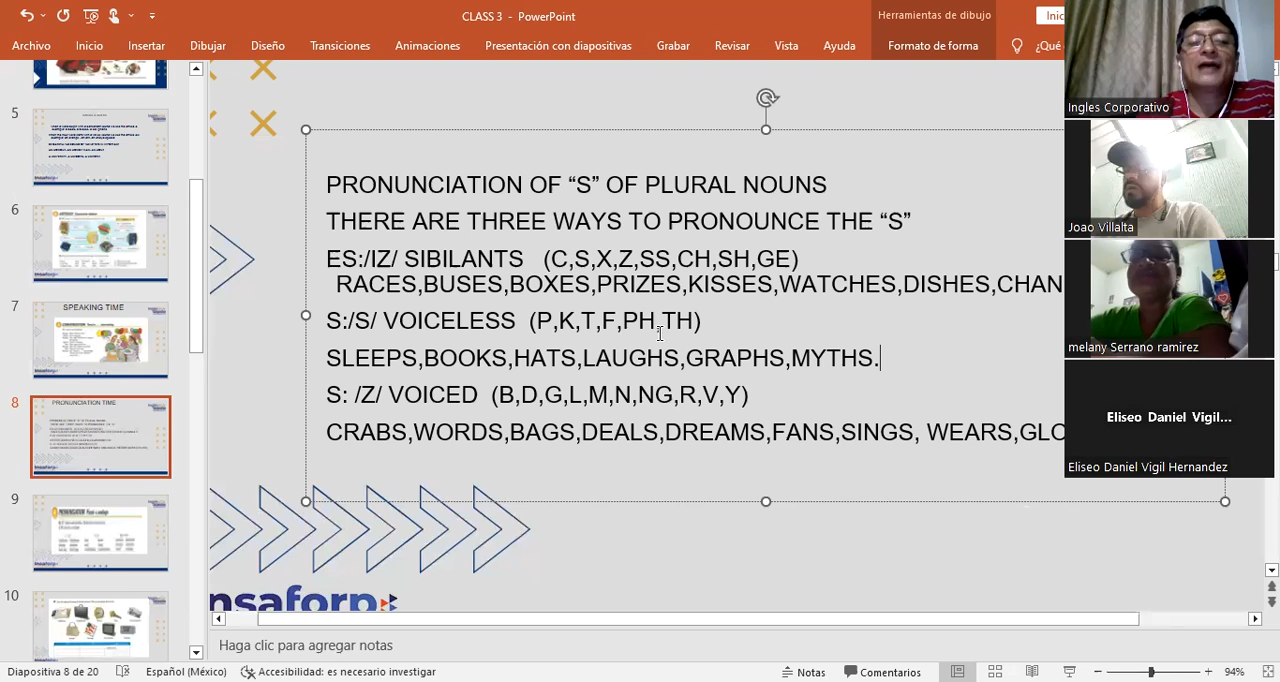 CLASS 3 - PowerPoint
Herramientas de dibujo
Inic
Archivo Inicio Insertar Dibujar Diseño Transiciones Animaciones Presentación con diapositivas Grabar Revisar Vista Ayuda Formato de forma ¿Qué
5
6
7
SPEAKING TIME
8
PRONUNCIATION TIME
9
10
PRONUNCIATION OF “S” OF PLURAL NOUNS
THERE ARE THREE WAYS TO PRONOUNCE THE “S”
ES:/IZ/ SIBILANTS (C,S,X,Z,SS,CH,SH,GE)
RACES,BUSES,BOXES,PRIZES,KISSES,WATCHES,DISHES,CHAN
S:/S/ VOICELESS (P,K,T,F,PH,TH)
SLEEPS,BOOKS,HATS,LAUGHS,GRAPHS,MYTHS.
S: /Z/ VOICED (B,D,G,L,M,N,NG,R,V,Y)
CRABS,WORDS,BAGS,DEALS,DREAMS,FANS,SINGS, WEARS,GLO
nsaforp
Ingles Corporativo
Joao Villalta
melany Serrano ramirez
Eliseo Daniel Vigil...
Eliseo Daniel Vigil Hernandez
Haga clic para agregar notas
Diapositiva 8 de 20 Español (México) Accesibilidad: es necesario investigar Notas Comentarios 94%